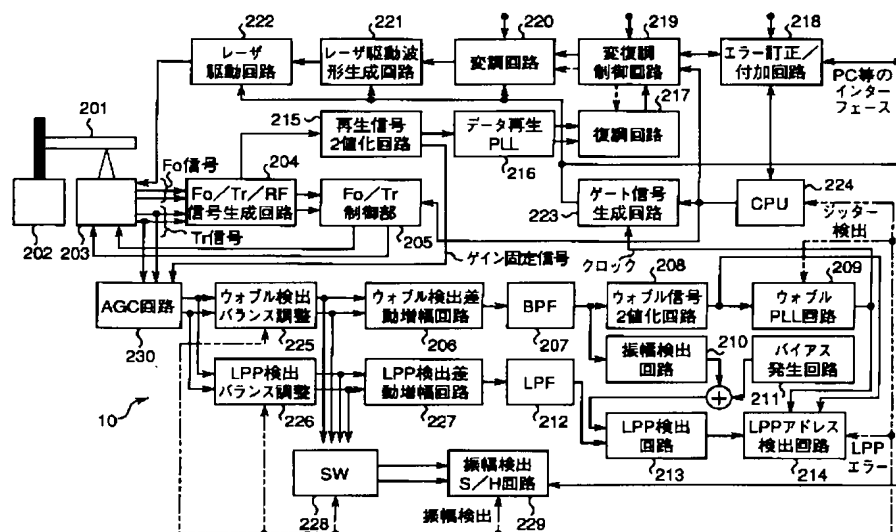 222
221
220
219
218
レーザ
駆動回路
レーザ駆動波
形生成回路
変調回路
変復調
制御回路
エラー訂正/
付加回路
PC等の
インター
フェース
201
215
再生信号
2値化回路
データ再生
PLL
216
217
復調回路
Fo信号
204
202
203
Fo/Tr/RF
信号生成回路
Fo/Tr
制御部
205
Tr信号
223
ゲート信号
生成回路
CPU
224
ジッター
検出
ゲイン固定信号
クロック
208
209
AGC回路
230
ウォブル検出
バランス調整
225
ウォブル検出差
動増幅回路
206
BPF
207
ウォブル信号
2値化回路
ウォブル
PLL回路
振幅検出
回路
210
バイアス
発生回路
211
10
LPP検出
バランス調整
226
LPP検出差
動増幅回路
227
LPF
212
+
LPP検出
回路
213
LPPアドレス
検出回路
214
LPP
エラー
SW
228
振幅検出
S/H回路
229
振幅検出